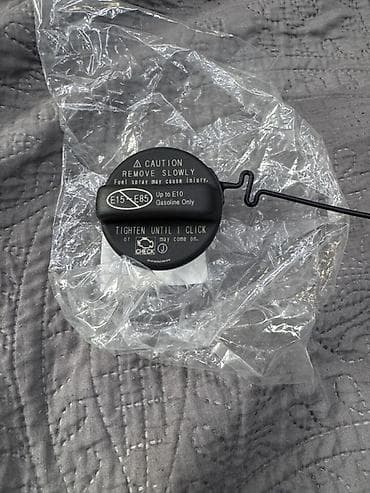 ⚠ CAUTION
REMOVE SLOWLY
Fuel spray may cause injury.
E15~E85 Up to E10
Gasoline Only
TIGHTEN UNTIL 1 CLICK
or CHECK may come on. J